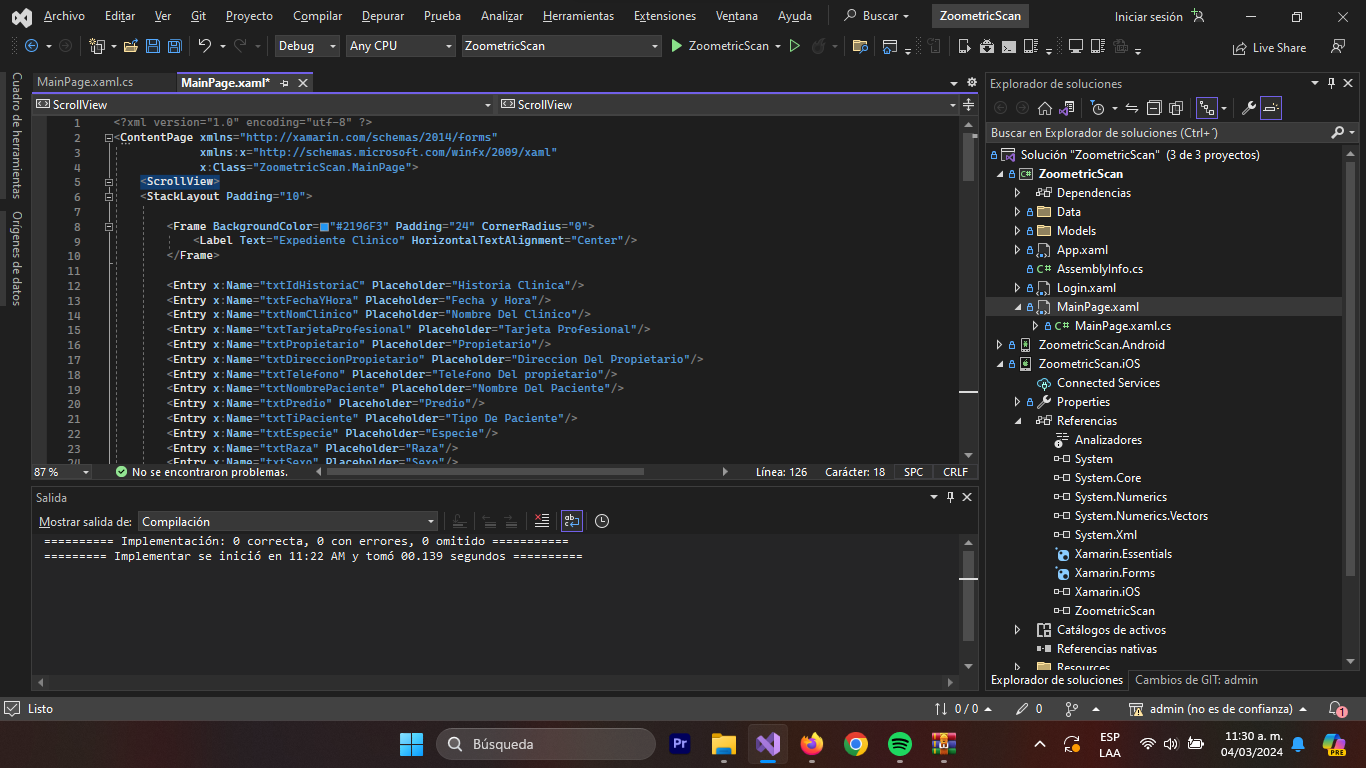 Archivo Editar Ver Git Proyecto Compilar Depurar Prueba Analizar Herramientas Extensiones Ventana Ayuda Buscar ZoometricScan Iniciar sesión
Debug Any CPU ZoometricScan ZoometricScan Live Share
Cuadro de herramientas
Orígenes de datos
MainPage.xaml.cs MainPage.xaml*
ScrollView ScrollView
1 <?xml version="1.0" encoding="utf-8" ?>
2 <ContentPage xmlns="http://xamarin.com/schemas/2014/forms"
3 xmlns:x="http://schemas.microsoft.com/winfx/2009/xaml"
4 x:Class="ZoometricScan.MainPage">
5 <ScrollView>
6 <StackLayout Padding="10">
7
8 <Frame BackgroundColor="#2196F3" Padding="24" CornerRadius="0">
9 <Label Text="Expediente Clinico" HorizontalTextAlignment="Center"/>
10 </Frame>
11
12 <Entry x:Name="txtIdHistoriaC" Placeholder="Historia Clinica"/>
13 <Entry x:Name="txtFechaYHora" Placeholder="Fecha y Hora"/>
14 <Entry x:Name="txtNomClinico" Placeholder="Nombre Del Clinico"/>
15 <Entry x:Name="txtTarjetaProfesional" Placeholder="Tarjeta Profesional"/>
16 <Entry x:Name="txtPropietario" Placeholder="Propietario"/>
17 <Entry x:Name="txtDireccionPropietario" Placeholder="Direccion Del Propietario"/>
18 <Entry x:Name="txtTelefono" Placeholder="Telefono Del propietario"/>
19 <Entry x:Name="txtNombrePaciente" Placeholder="Nombre Del Paciente"/>
20 <Entry x:Name="txtPredio" Placeholder="Predio"/>
21 <Entry x:Name="txtTiPaciente" Placeholder="Tipo De Paciente"/>
22 <Entry x:Name="txtEspecie" Placeholder="Especie"/>
23 <Entry x:Name="txtRaza" Placeholder="Raza"/>
24 <Entry x:Name="txtSexo" Placeholder="Sexo"/>
87 % No se encontraron problemas. Línea: 126 Carácter: 18 SPC CRLF
Salida
Mostrar salida de: Compilación
========== Implementación: 0 correcta, 0 con errores, 0 omitido ===========
========= Implementar se inició en 11:22 AM y tomó 00.139 segundos ==========
Explorador de soluciones
Buscar en Explorador de soluciones (Ctrl+´)
Solución "ZoometricScan" (3 de 3 proyectos)
ZoometricScan
Dependencias
Data
Models
App.xaml
AssemblyInfo.cs
Login.xaml
MainPage.xaml
MainPage.xaml.cs
ZoometricScan.Android
ZoometricScan.iOS
Connected Services
Properties
Referencias
Analizadores
System
System.Core
System.Numerics
System.Numerics.Vectors
System.Xml
Xamarin.Essentials
Xamarin.Forms
Xamarin.iOS
ZoometricScan
Catálogos de activos
Referencias nativas
Resources
Explorador de soluciones Cambios de GIT: admin
Listo 0 / 0 0 admin (no es de confianza) 1
Búsqueda Pr ESP LAA 11:30 a. m. 04/03/2024 PRE